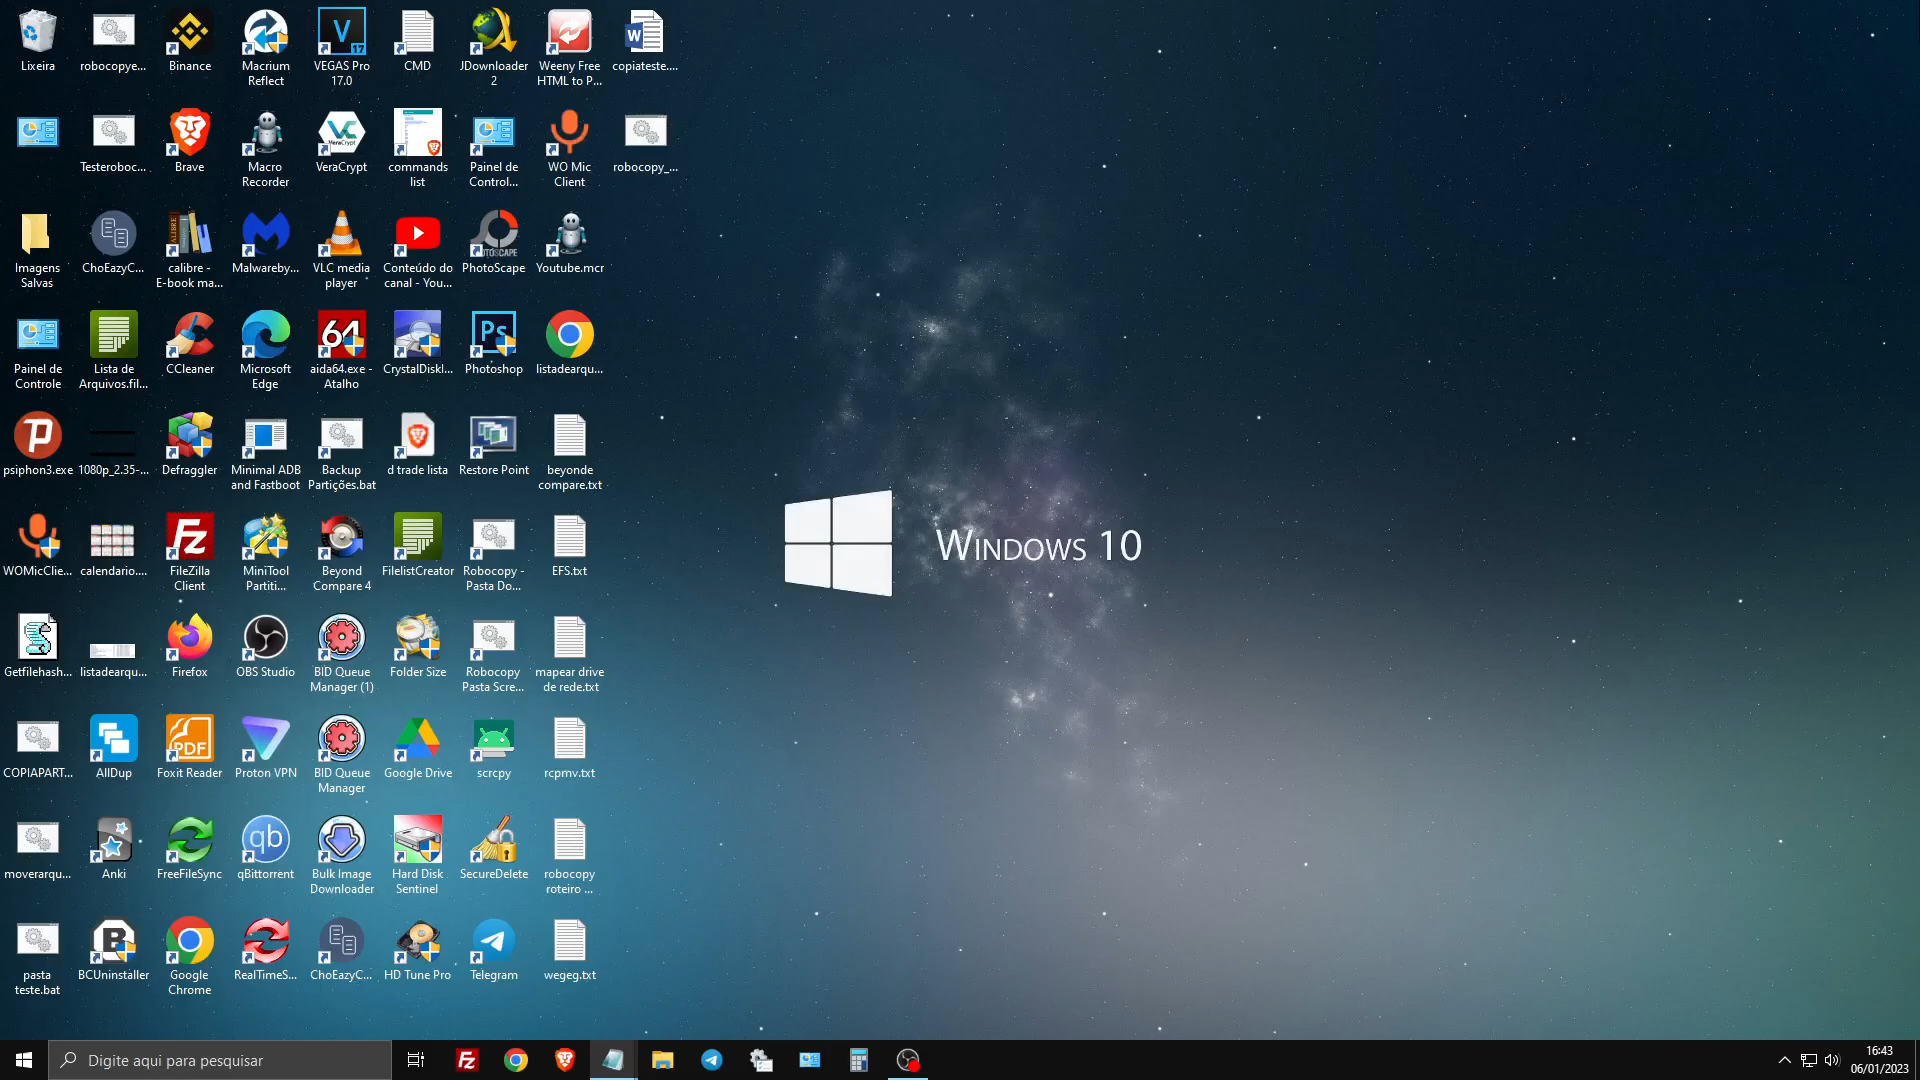 Lixeira
robocopye...
Binance
Macrium
Reflect
VEGAS Pro
17.0
CMD
JDownloader
2
Weeny Free
HTML to P...
copiateste....
Testeroboc...
Brave
Macro
Recorder
VeraCrypt
commands
list
Painel de
Control...
WO Mic
Client
robocopy_...
Imagens
Salvas
ChoEazyC...
calibre -
E-book ma...
Malwareby...
VLC media
player
Conteúdo do
canal - You...
PhotoScape
Youtube.mcr
Painel de
Controle
Lista de
Arquivos.fil...
CCleaner
Microsoft
Edge
aida64.exe -
Atalho
CrystalDiskI...
Photoshop
listadearqu...
psiphon3.exe
1080p_2.35-...
Defraggler
Minimal ADB
and Fastboot
Backup
Partições.bat
d trade lista
Restore Point
beyonde
compare.txt
WOMicClie...
calendario....
FileZilla
Client
MiniTool
Partiti...
Beyond
Compare 4
FilelistCreator
Robocopy -
Pasta Do...
EFS.txt
Windows 10
Getfilehash...
listadearqu...
Firefox
OBS Studio
BID Queue
Manager (1)
Folder Size
Robocopy
Pasta Scre...
mapear drive
de rede.txt
COPIAPART...
AllDup
Foxit Reader
Proton VPN
BID Queue
Manager
Google Drive
scrcpy
rcpmv.txt
moverarqu...
Anki
FreeFileSync
qBittorrent
Bulk Image
Downloader
Hard Disk
Sentinel
SecureDelete
robocopy
roteiro ...
pasta
teste.bat
BCUninstaller
Google
Chrome
RealTimeS...
ChoEazyC...
HD Tune Pro
Telegram
wegeg.txt
Digite aqui para pesquisar
16:43
06/01/2023